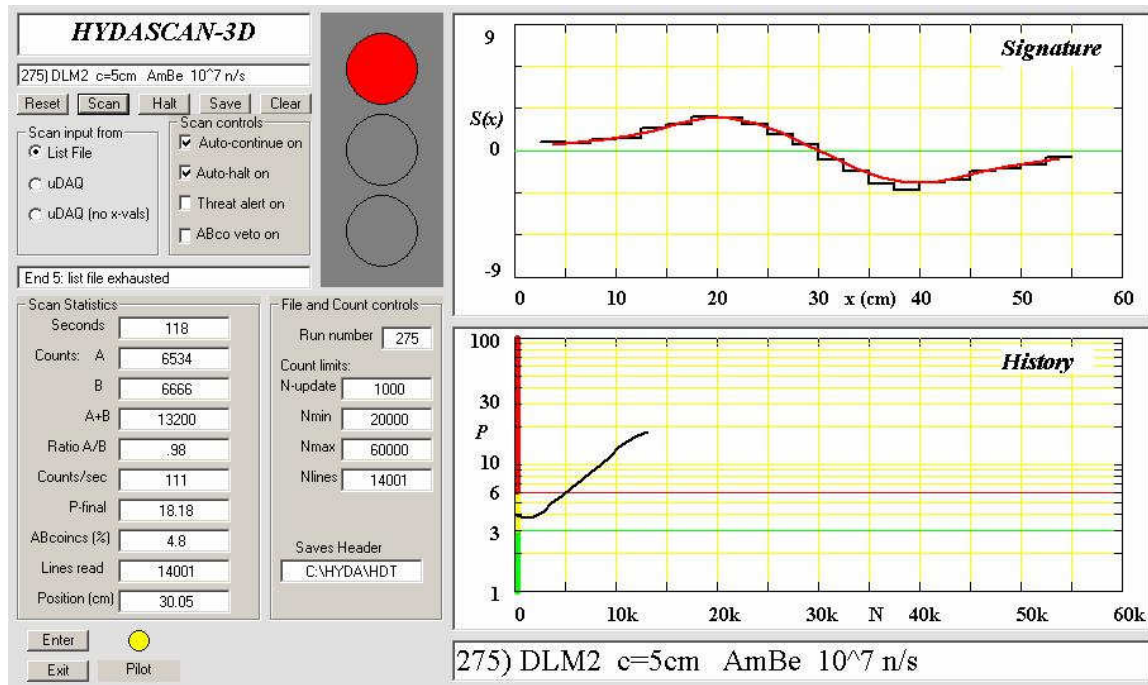 HYDASCAN-3D
275) DLM2 c=5cm AmBe 10^7 n/s
Reset Scan Halt Save Clear
Scan input from
List File
uDAQ
uDAQ (no x-vals)
Scan controls
Auto-continue on
Auto-halt on
Threat alert on
ABco veto on
End 5: list file exhausted
Scan Statistics
Seconds 118
Counts: A 6534
B 6666
A+B 13200
Ratio A/B .98
Counts/sec 111
P-final 18.18
ABcoincs (%) 4.8
Lines read 14001
Position (cm) 30.05
File and Count controls
Run number 275
Count limits:
N-update 1000
Nmin 20000
Nmax 60000
Nlines 14001
Saves Header
C:\HYDA\HDT
Enter
Exit
Pilot
Signature
9
S(x)
0
-9
0 10 20 30 x (cm) 40 50 60
History
100
30
P
10
6
3
1
0 10k 20k 30k N 40k 50k 60k
275) DLM2 c=5cm AmBe 10^7 n/s